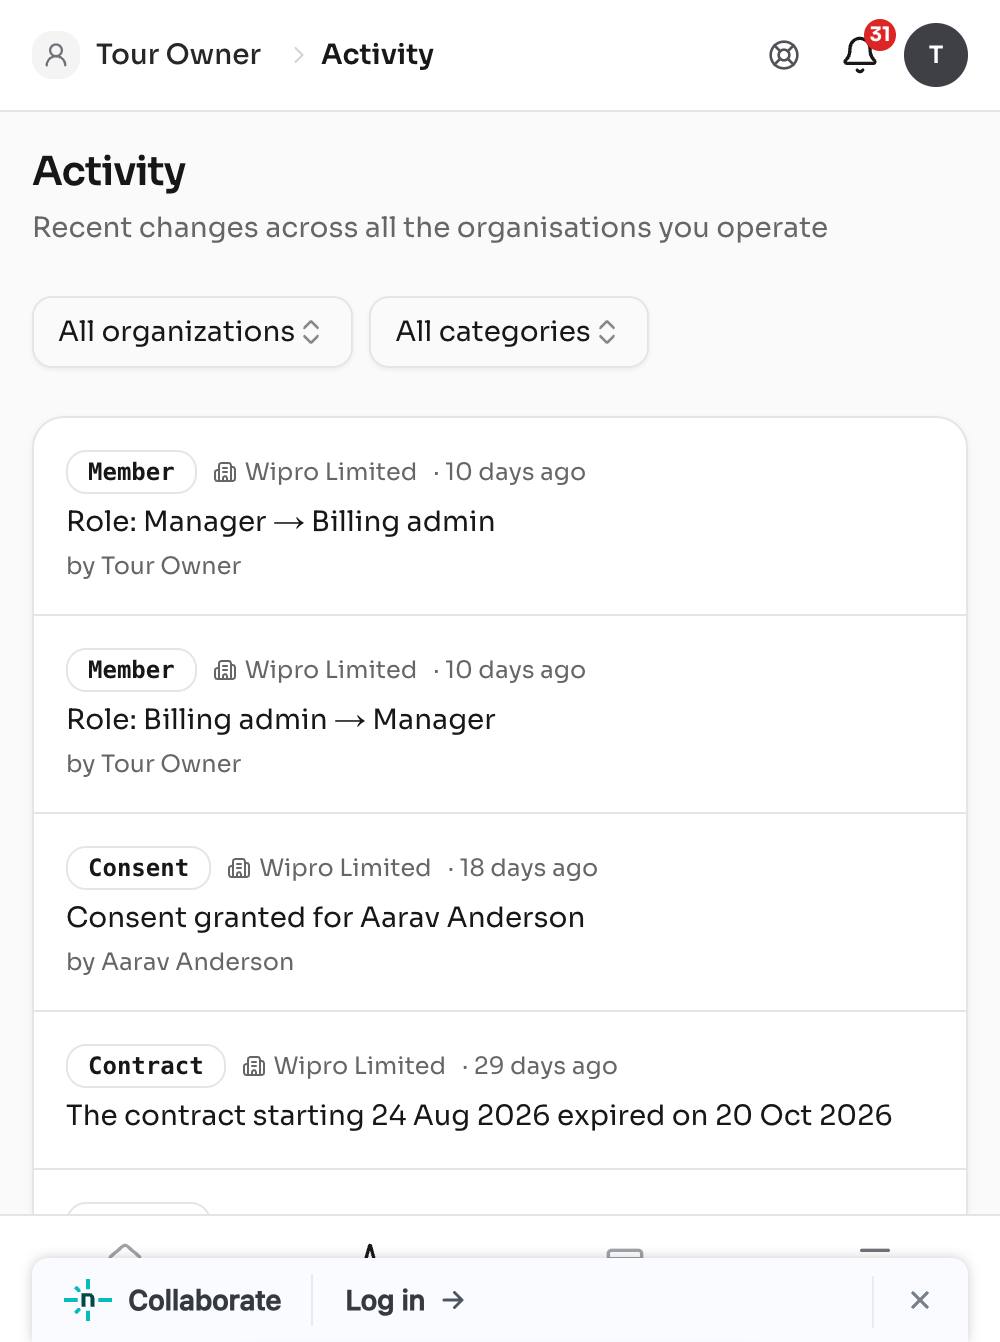 Tour Owner > Activity 31 T
Activity
Recent changes across all the organisations you operate
All organizations All categories
Member Wipro Limited · 10 days ago
Role: Manager → Billing admin
by Tour Owner
Member Wipro Limited · 10 days ago
Role: Billing admin → Manager
by Tour Owner
Consent Wipro Limited · 18 days ago
Consent granted for Aarav Anderson
by Aarav Anderson
Contract Wipro Limited · 29 days ago
The contract starting 24 Aug 2026 expired on 20 Oct 2026
n Collaborate Log in →